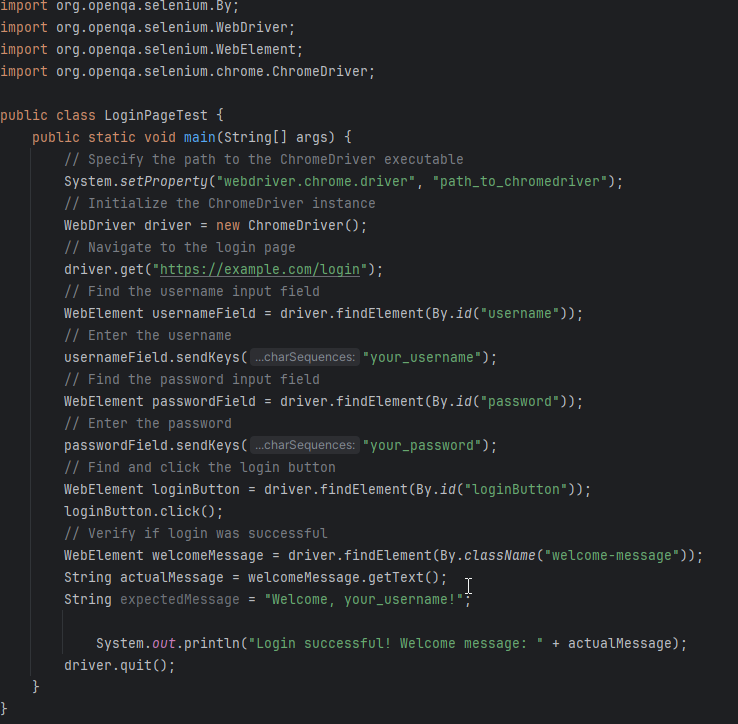 import org.openqa.selenium.By;
import org.openqa.selenium.WebDriver;
import org.openqa.selenium.WebElement;
import org.openqa.selenium.chrome.ChromeDriver;
public class LoginPageTest {
public static void main(String[] args) {
// Specify the path to the ChromeDriver executable
System.setProperty("webdriver.chrome.driver", "path_to_chromedriver");
// Initialize the ChromeDriver instance
WebDriver driver = new ChromeDriver();
// Navigate to the login page
driver.get("https://example.com/login");
// Find the username input field
WebElement usernameField = driver.findElement(By.id("username"));
// Enter the username
usernameField.sendKeys( ...charSequences: "your_username");
// Find the password input field
WebElement passwordField = driver.findElement(By.id("password"));
// Enter the password
passwordField.sendKeys( ...charSequences: "your_password");
// Find and click the login button
WebElement loginButton = driver.findElement(By.id("loginButton"));
loginButton.click();
// Verify if login was successful
WebElement welcomeMessage = driver.findElement(By.className("welcome-message"));
String actualMessage = welcomeMessage.getText();
String expectedMessage = "Welcome, your_username!";
System.out.println("Login successful! Welcome message: " + actualMessage);
driver.quit();
}
}